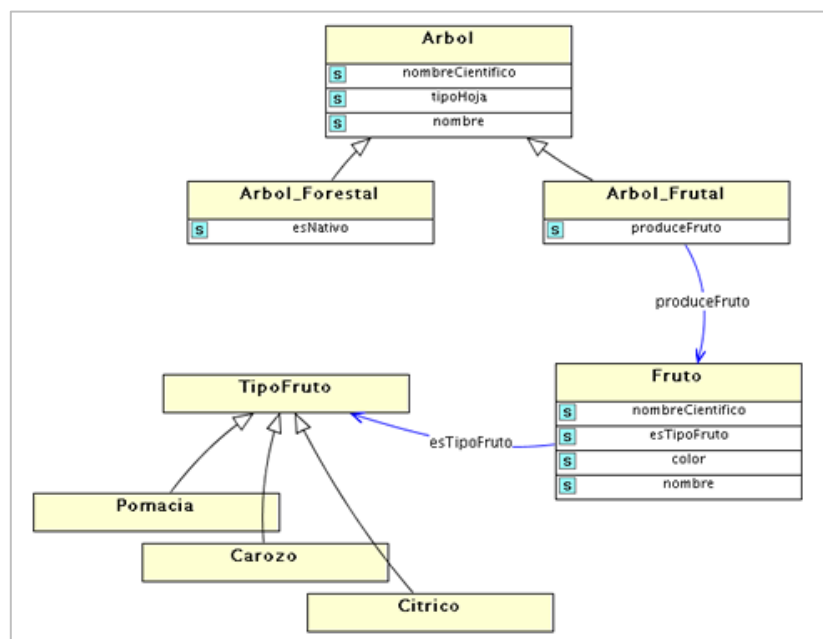 Arbol
S nombreCientifico
S tipoHoja
S nombre
Arbol_Forestal
S esNativo
Arbol_Frutal
S produceFruto
produceFruto
Fruto
S nombreCientifico
S esTipoFruto
S color
S nombre
TipoFruto
esTipoFruto
Pomacia
Carozo
Citrico